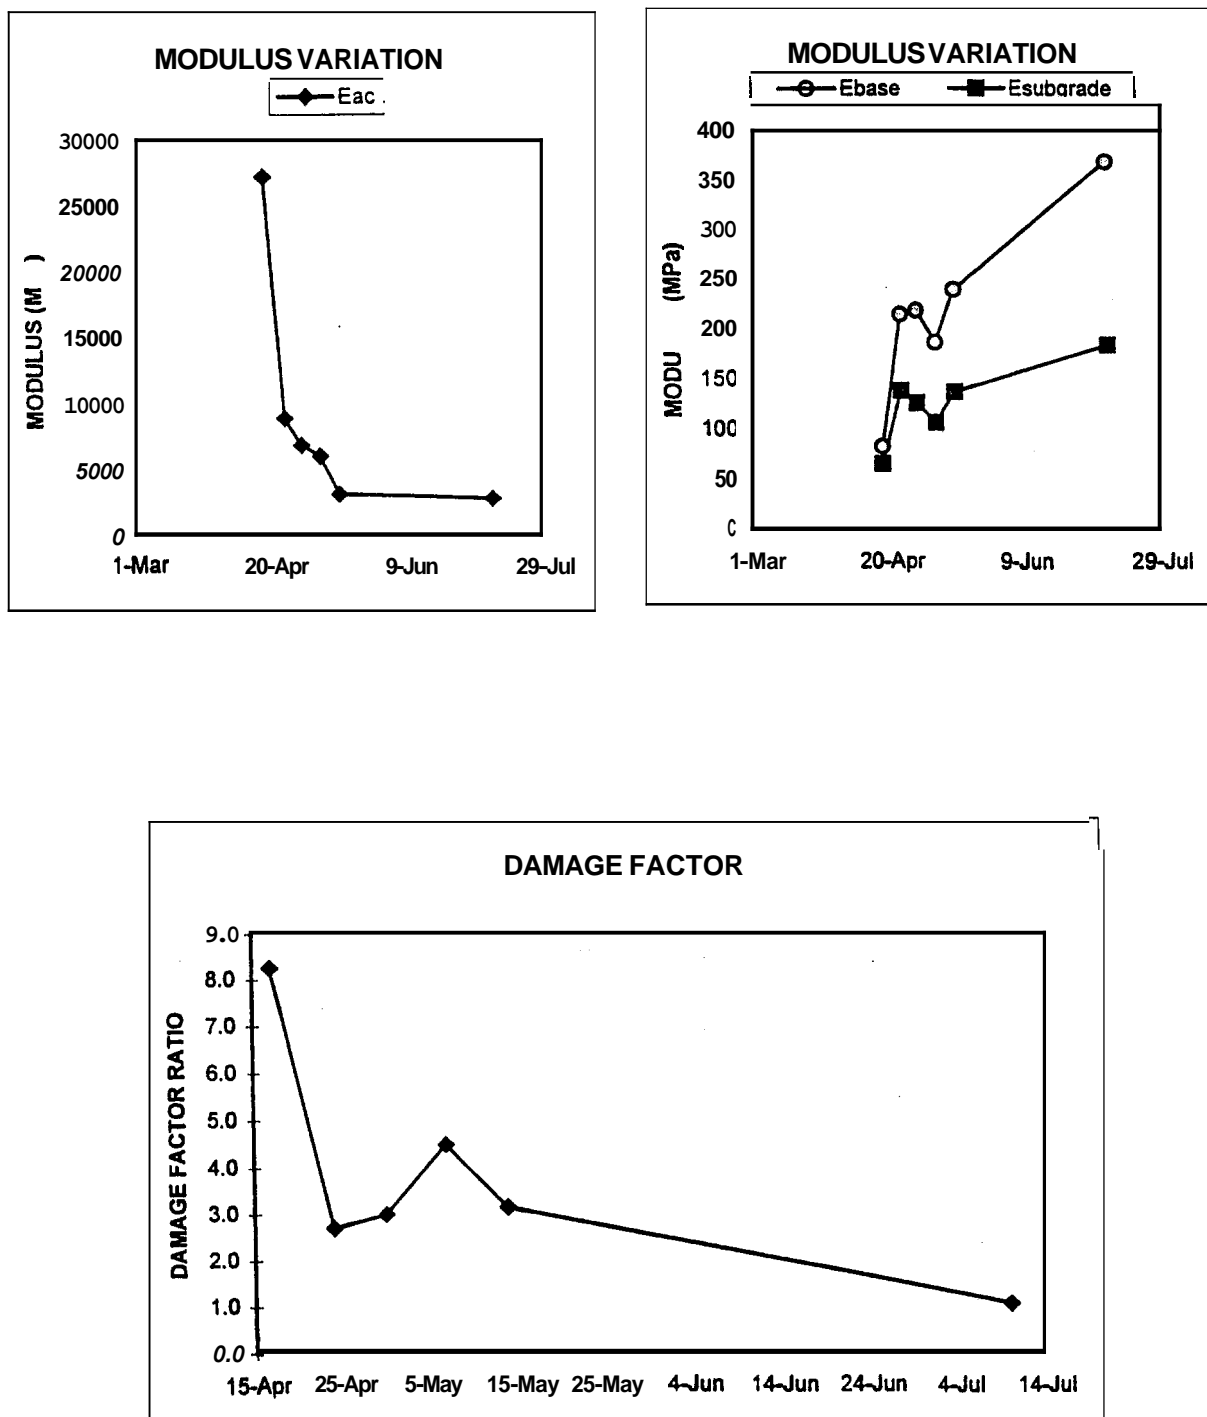 MODULUS VARIATION
Eac
30000
25000
20000
15000
10000
5000
0
MODULUS (M )
1-Mar 20-Apr 9-Jun 29-Jul
MODULUS VARIATION
Ebase Esubgrade
400
350
300
250
200
150
100
50
C
MODU (MPa)
1-Mar 20-Apr 9-Jun 29-Jul
DAMAGE FACTOR
9.0
8.0
7.0
6.0
5.0
4.0
3.0
2.0
1.0
0.0
DAMAGE FACTOR RATIO
15-Apr 25-Apr 5-May 15-May 25-May 4-Jun 14-Jun 24-Jun 4-Jul 14-Jul